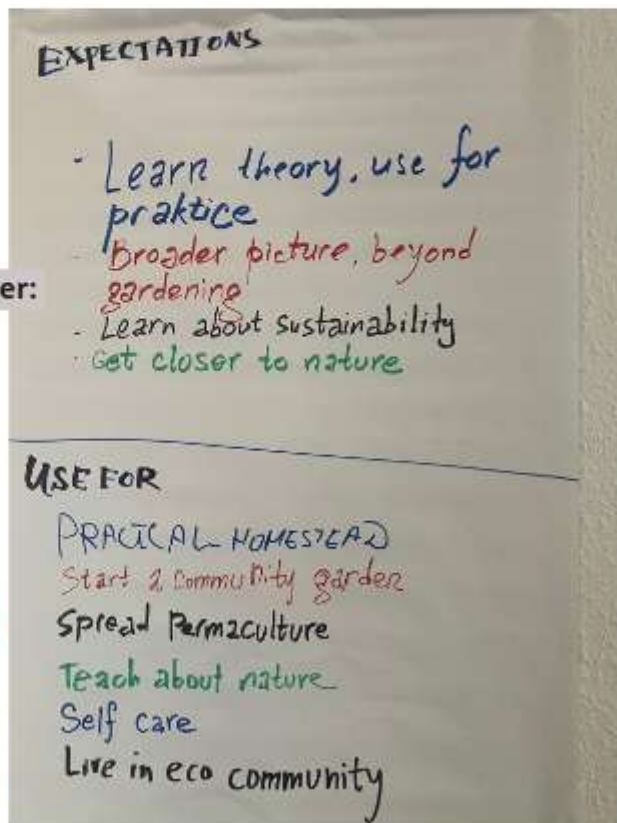 EXPECTATIONS
- Learn theory, use for
praktice
- Broader picture, beyond
gardening
er:
- Learn about sustainability
- Get closer to nature
USE FOR
PRACICAL HOMESTEAD
Start a community garden
Spread Permaculture
Teach about nature
Self care
Live in eco community